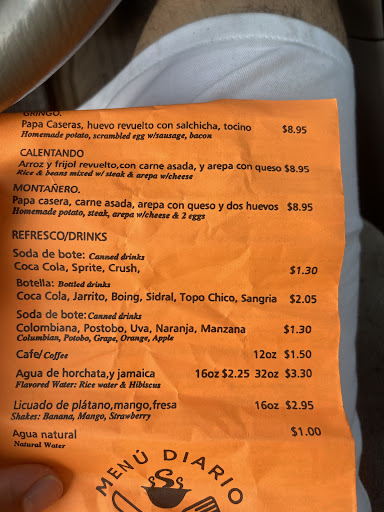 GRINGO.
Papa Caseras, huevo revuelto con salchicha, tocino $8.95
Homemade potato, scrambled egg w/sausage, bacon
CALENTANDO
Arroz y frijol revuelto,con carne asada, y arepa con queso $8.95
Rice & beans mixed w/ steak & arepa w/cheese
MONTAÑERO.
Papa casera, carne asada, arepa con queso y dos huevos $8.95
Homemade potato, steak, arepa w/cheese & 2 eggs
REFRESCO/DRINKS
Soda de bote: Canned drinks
Coca Cola, Sprite, Crush, $1.30
Botella: Bottled drinks
Coca Cola, Jarrito, Boing, Sidral, Topo Chico, Sangria $2.05
Soda de bote: Canned drinks
Colombiana, Postobo, Uva, Naranja, Manzana $1.30
Columbian, Potobo, Grape, Orange, Apple
Cafe/Coffee 12oz $1.50
Agua de horchata,y jamaica 16oz $2.25 32oz $3.30
Flavored Water: Rice water & Hibiscus
Licuado de plátano,mango,fresa 16oz $2.95
Shakes: Banana, Mango, Strawberry
Agua natural $1.00
Natural Water
MENÚ DIARIO